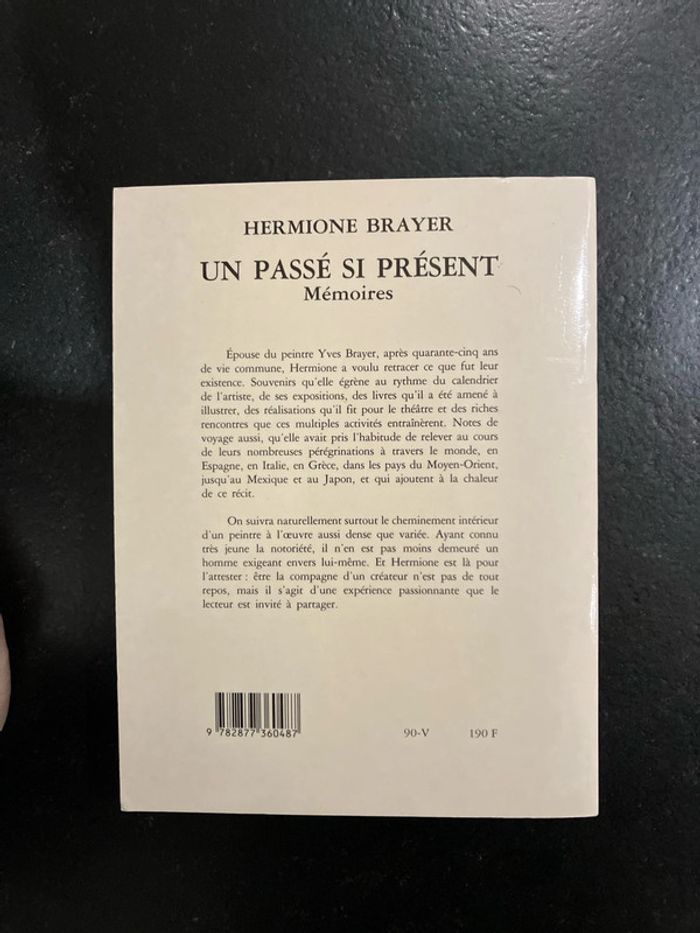 HERMIONE BRAYER
UN PASSÉ SI PRÉSENT
Mémoires
Épouse du peintre Yves Brayer, après quarante-cinq ans
de vie commune, Hermione a voulu retracer ce que fut leur
existence. Souvenirs qu'elle égrène au rythme du calendrier
de l'artiste, de ses expositions, des livres qu'il a été amené à
illustrer, des réalisations qu'il fit pour le théâtre et des riches
rencontres que ces multiples activités entraînèrent. Notes de
voyage aussi, qu'elle avait pris l'habitude de relever au cours
de leurs nombreuses pérégrinations à travers le monde, en
Espagne, en Italie, en Grèce, dans les pays du Moyen-Orient,
jusqu'au Mexique et au Japon, et qui ajoutent à la chaleur
de ce récit.
On suivra naturellement surtout le cheminement intérieur
d'un peintre à l'œuvre aussi dense que variée. Ayant connu
très jeune la notoriété, il n'en est pas moins demeuré un
homme exigeant envers lui-même. Et Hermione est là pour
l'attester : être la compagne d'un créateur n'est pas de tout
repos, mais il s'agit d'une expérience passionnante que le
lecteur est invité à partager.
9 782877 360487
90-V 190 F